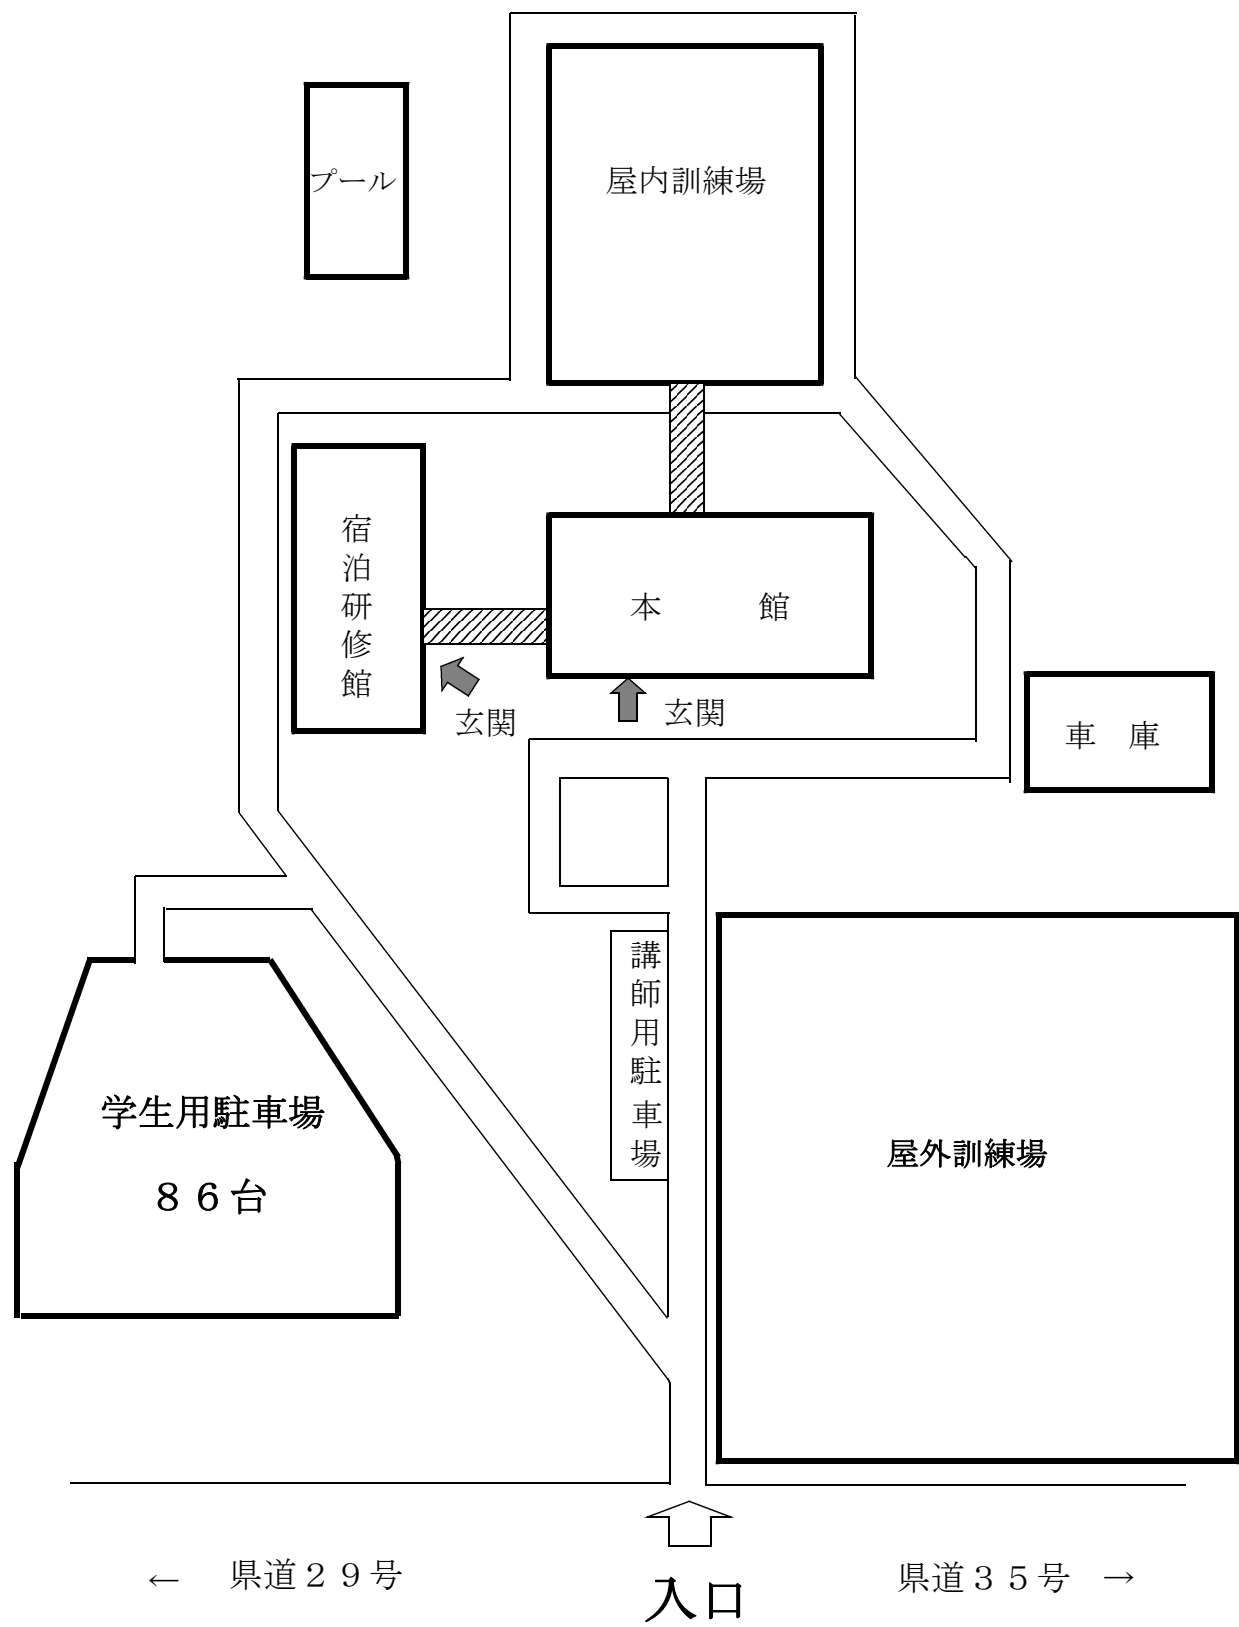 プール
屋内訓練場
宿泊研修館
本　　　館
玄関
玄関
車　庫
講師用駐車場
学生用駐車場
８６台
屋外訓練場
←　県道２９号
入口
県道３５号　→